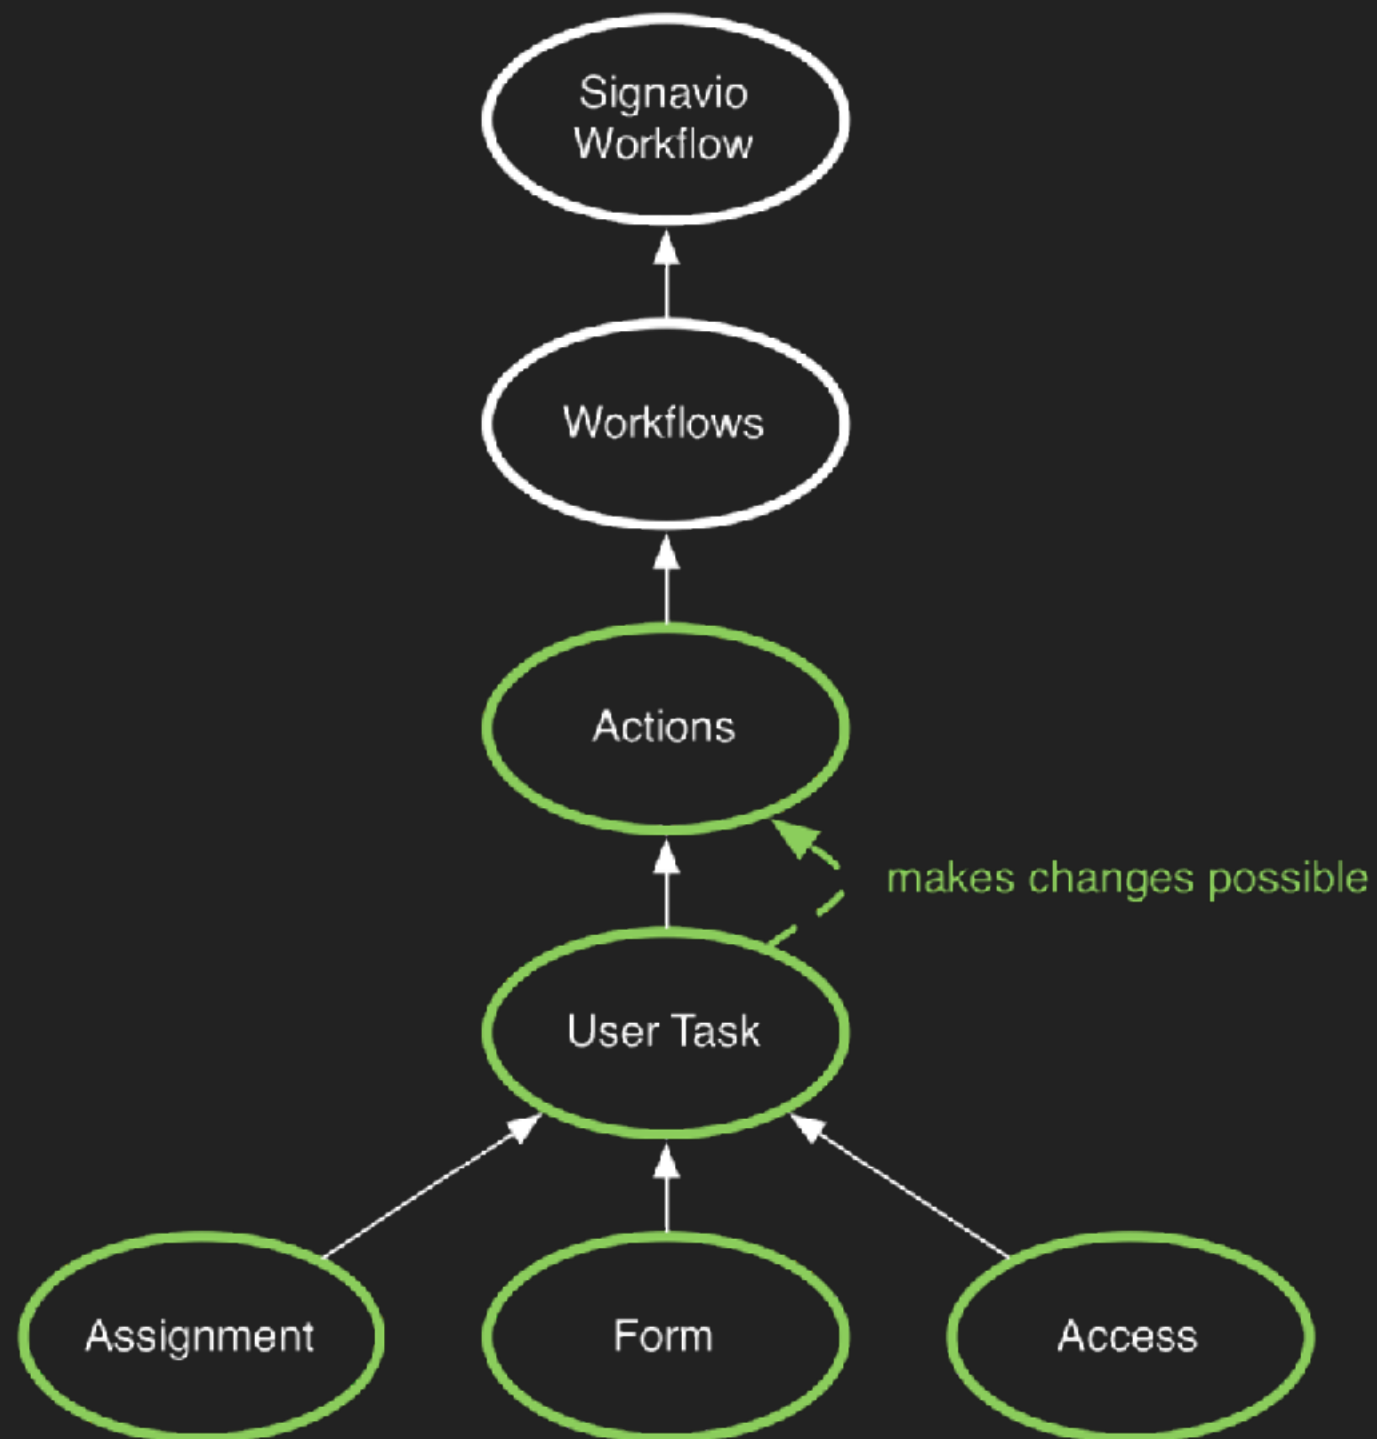 Signavio
Workflow
Workflows
Actions
makes changes possible
User Task
Assignment
Form
Access